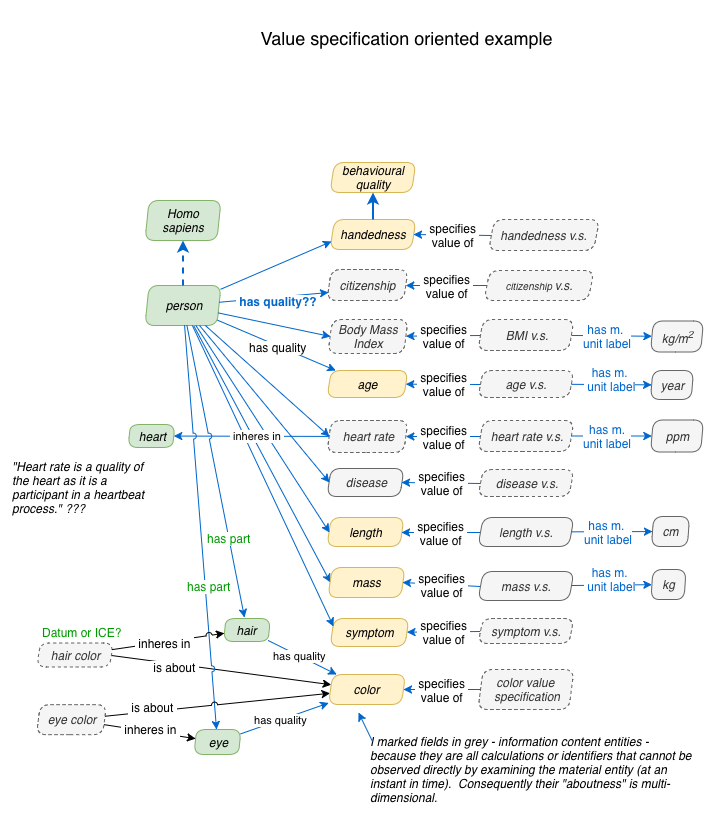 Value specification oriented example
behavioural
quality
Homo
sapiens
handedness
specifies
value of
handedness v.s.
person
has quality??
citizenship
specifies
value of
citizenship v.s.
Body Mass
Index
specifies
value of
BMI v.s.
has m.
unit label
kg/m²
has quality
age
specifies
value of
age v.s.
has m.
unit label
year
heart
inheres in
heart rate
specifies
value of
heart rate v.s.
has m.
unit label
ppm
"Heart rate is a quality of
the heart as it is a
participant in a heartbeat
process." ???
disease
specifies
value of
disease v.s.
has part
length
specifies
value of
length v.s.
has m.
unit label
cm
has part
mass
specifies
value of
mass v.s.
has m.
unit label
kg
Datum or ICE?
hair color
inheres in
is about
hair
has quality
symptom
specifies
value of
symptom v.s.
color
specifies
value of
color value
specification
eye color
is about
inheres in
eye
has quality
I marked fields in grey - information content entities -
because they are all calculations or identifiers that cannot be
observed directly by examining the material entity (at an
instant in time).  Consequently their "aboutness" is multi-
dimensional.